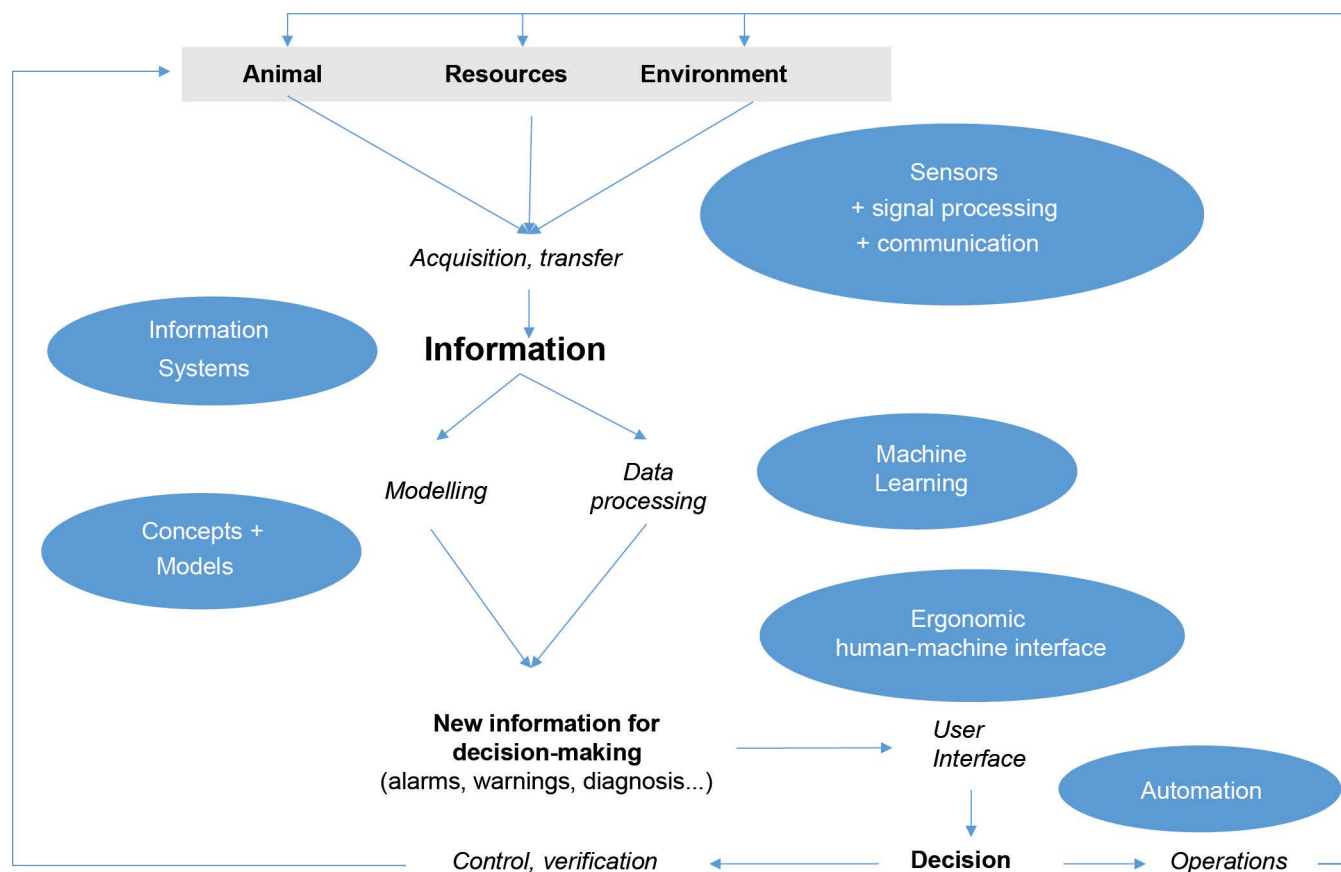 Animal Resources Environment
Sensors
+ signal processing
+ communication
Acquisition, transfer
Information
Systems
Information
Machine
Learning
Modelling
Data
processing
Concepts +
Models
Ergonomic
human-machine interface
New information for
decision-making
(alarms, warnings, diagnosis...)
User
Interface
Automation
Control, verification
Decision
Operations